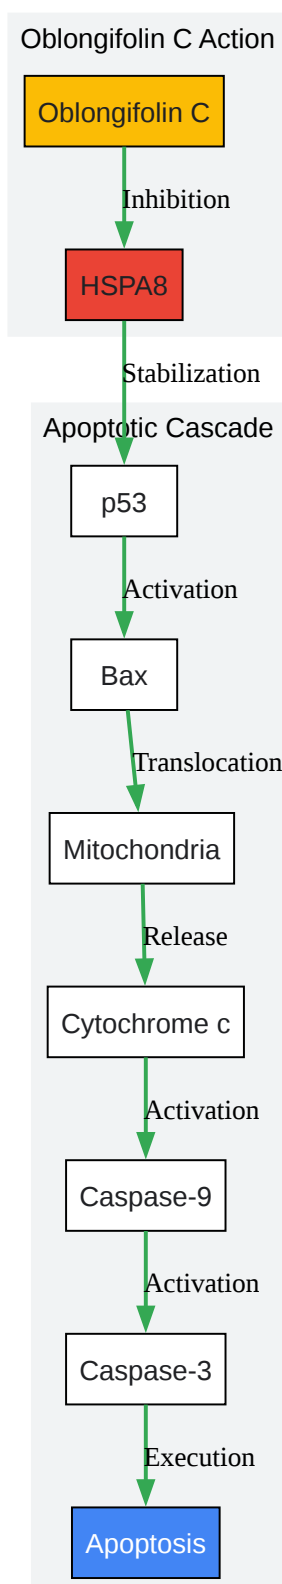 Oblongifolin C Action
Oblongifolin C
Inhibition
HSPA8
Stabilization
Apoptotic Cascade
p53
Activation
Bax
Translocation
Mitochondria
Release
Cytochrome c
Activation
Caspase-9
Activation
Caspase-3
Execution
Apoptosis